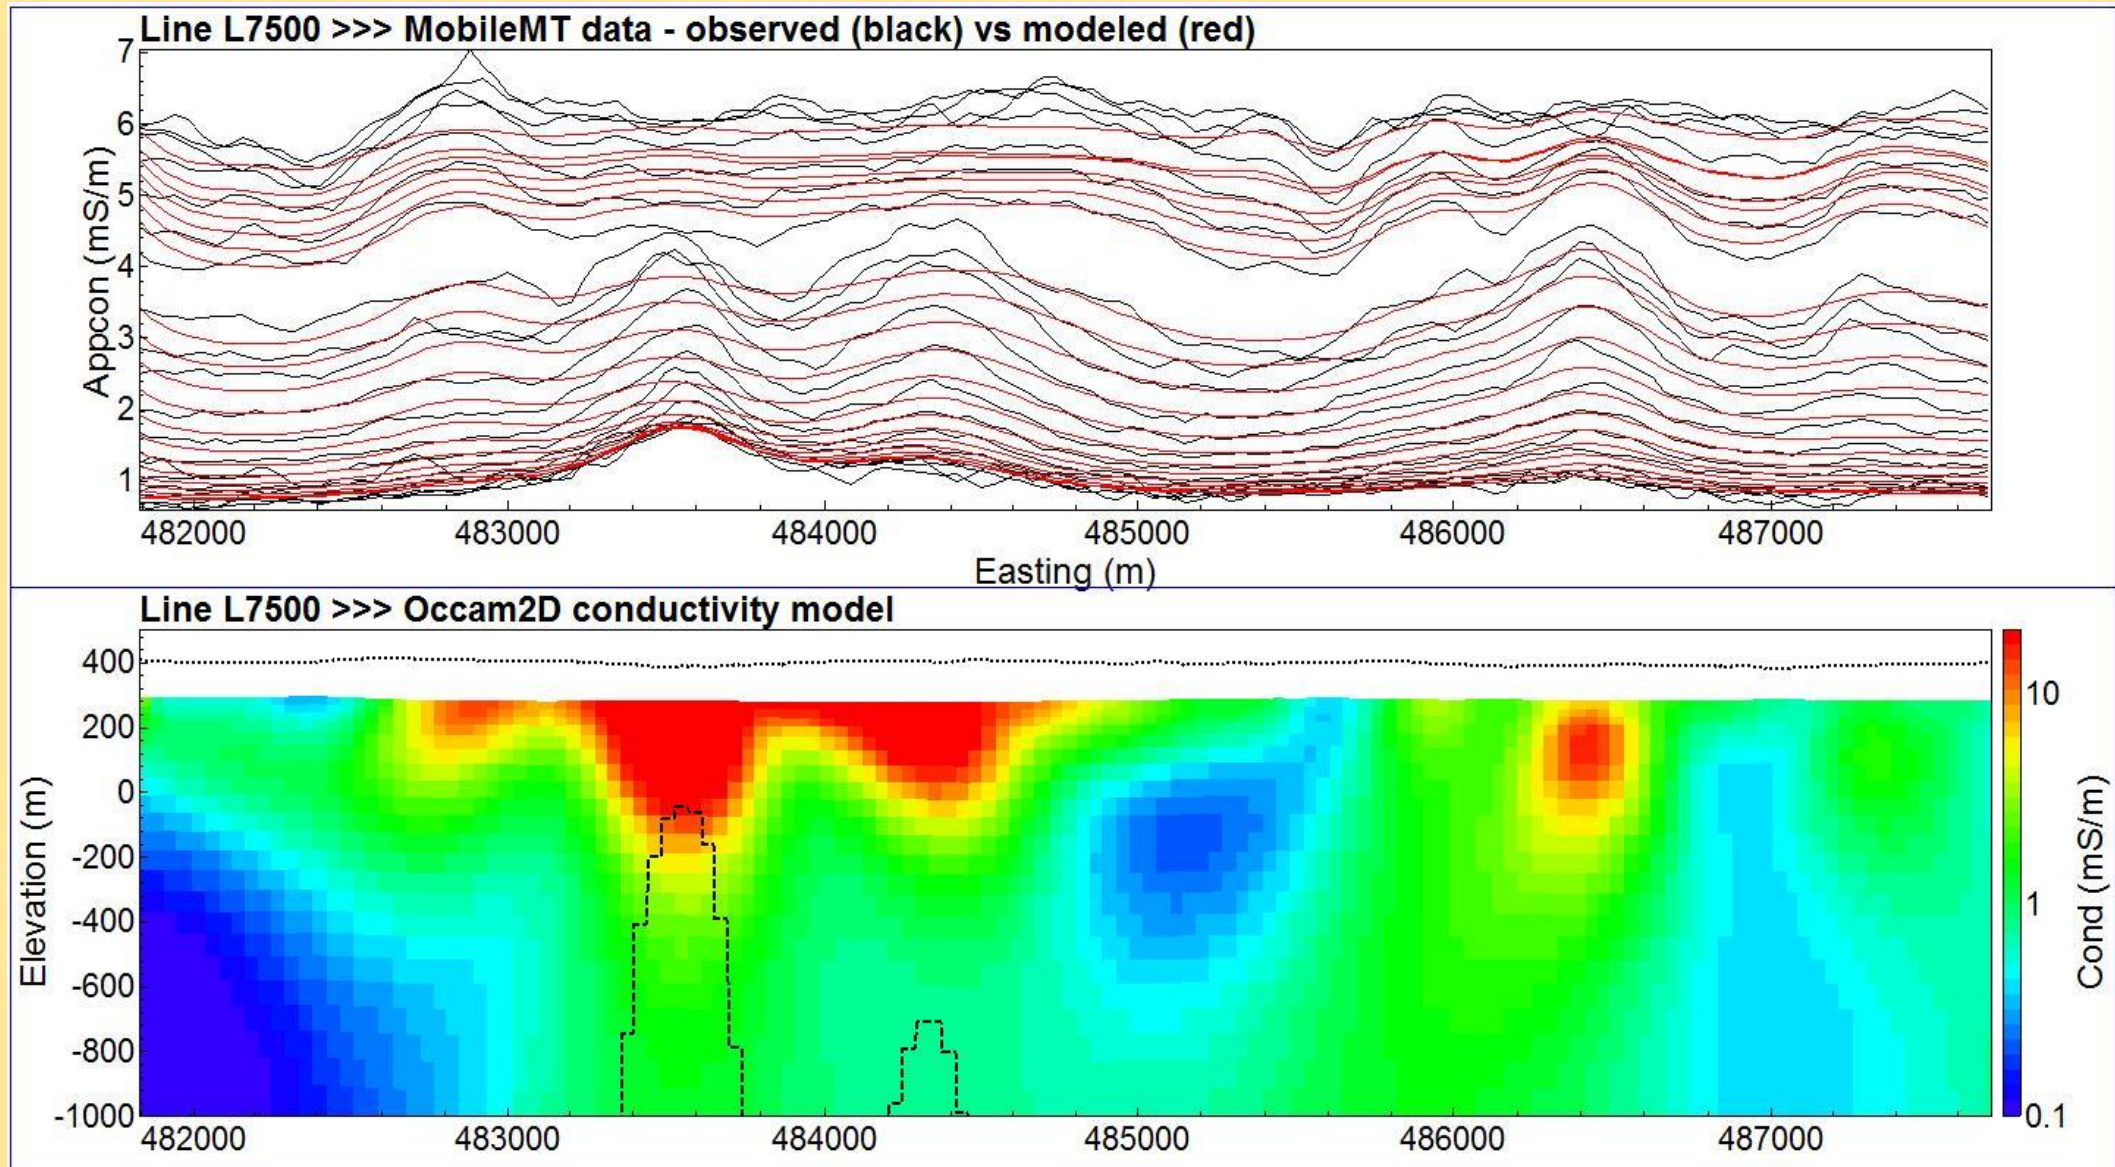 Line L7500 >>> MobileMT data - observed (black) vs modeled (red)
7
6
5
4
3
2
1
Appcon (mS/m)
482000 483000 484000 485000 486000 487000
Easting (m)
Line L7500 >>> Occam2D conductivity model
400
200
0
-200
-400
-600
-800
-1000
Elevation (m)
482000 483000 484000 485000 486000 487000
10
1
0.1
Cond (mS/m)